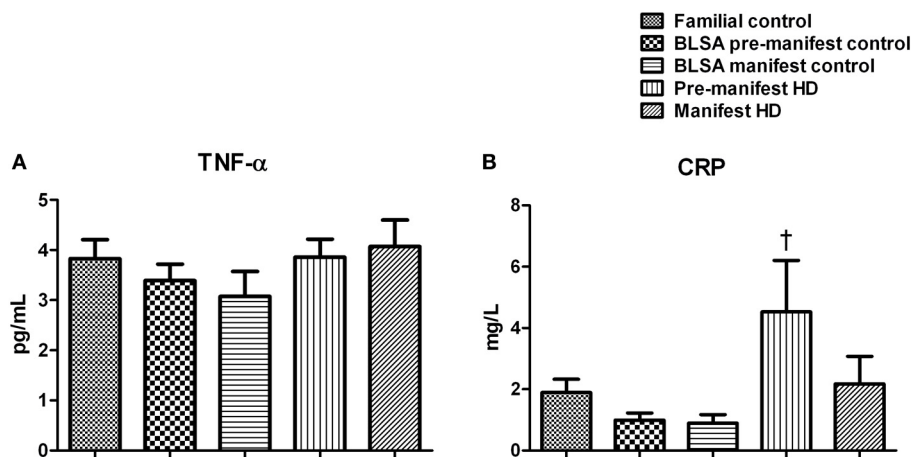 Familial control
BLSA pre-manifest control
BLSA manifest control
Pre-manifest HD
Manifest HD
A
TNF-α
pg/mL
5
4
3
2
1
0
B
CRP
mg/L
8
6
4
2
0
†